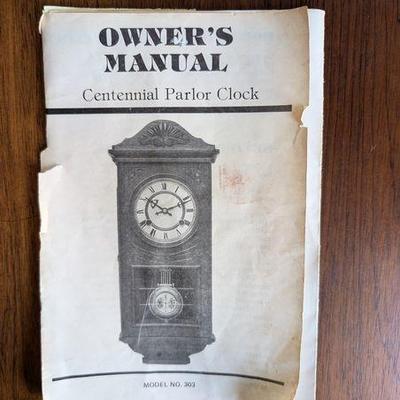 OWNER'S
MANUAL
Centennial Parlor Clock
MODEL NO. 303